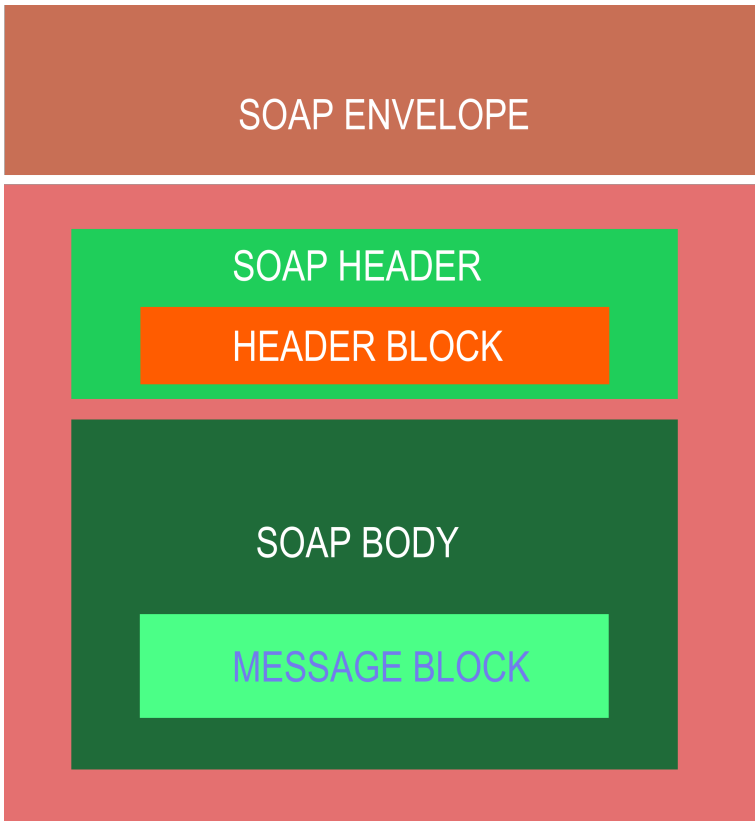 SOAP ENVELOPE
SOAP HEADER
HEADER BLOCK
SOAP BODY
MESSAGE BLOCK